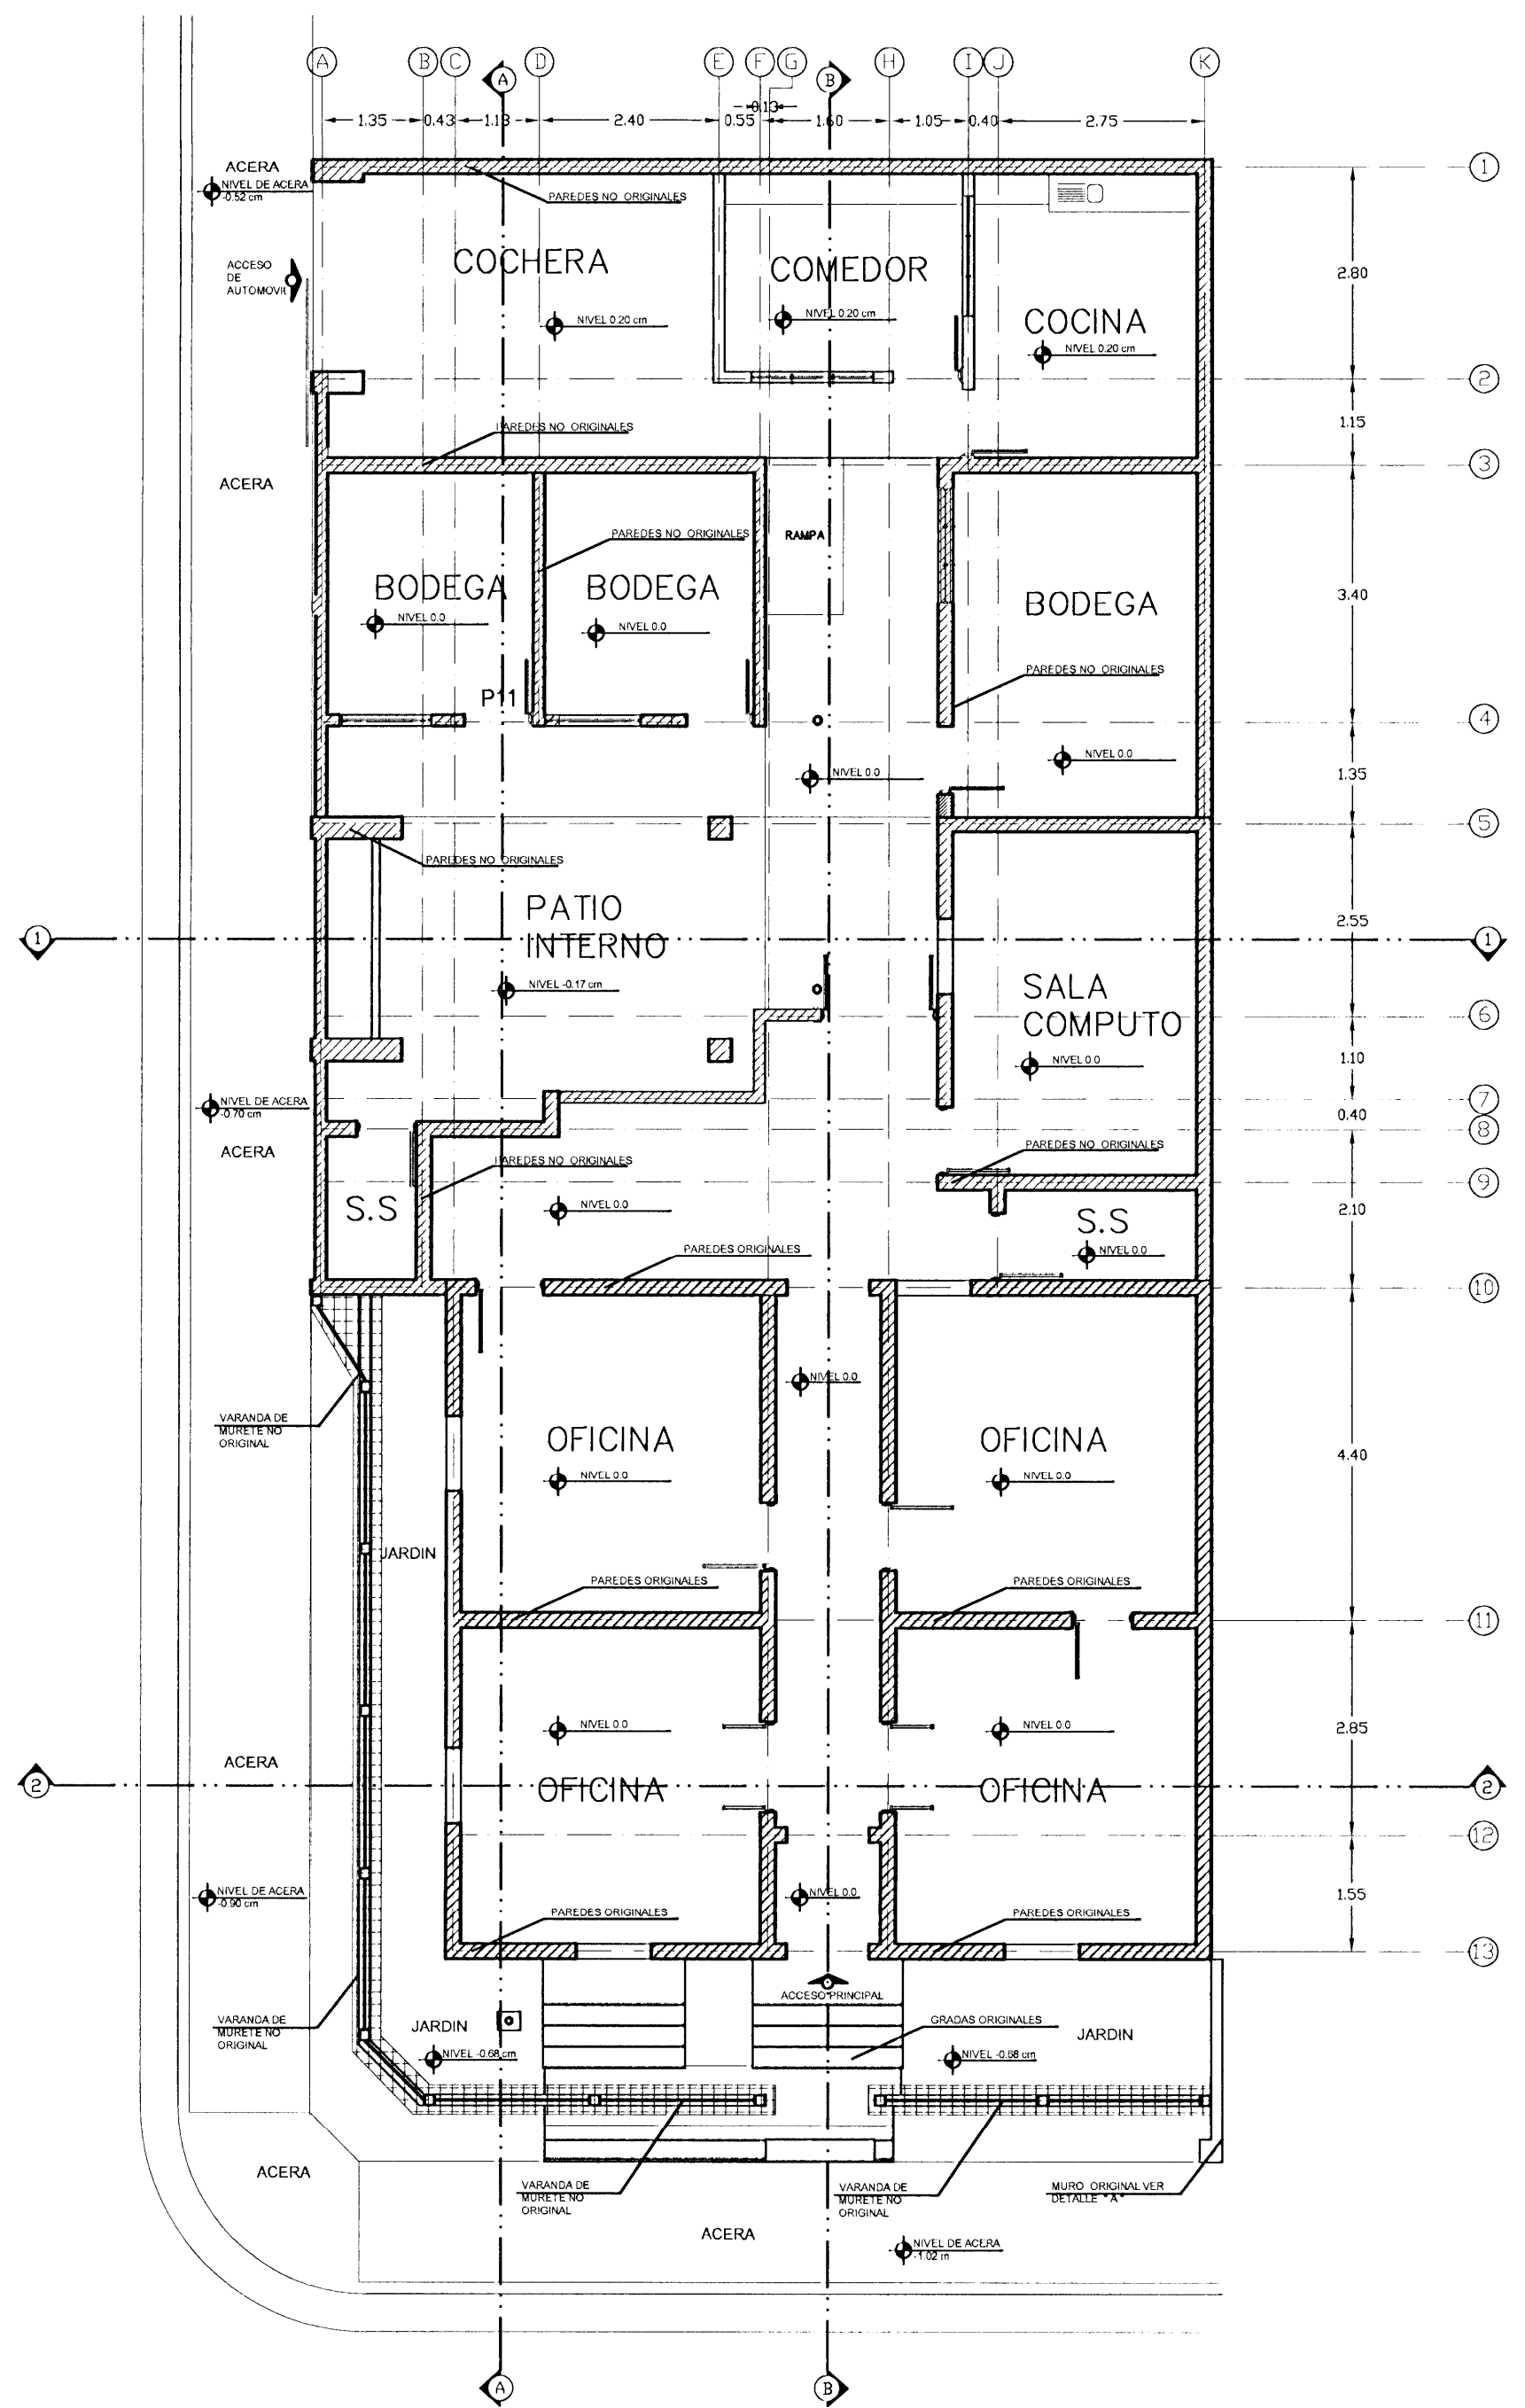 A B C A D E F G B H I J K
0.13
1.35 0.43 1.13 2.40 0.55 1.60 1.05 0.40 2.75
ACERA
NIVEL DE ACERA
-0.52 cm
1
PAREDES NO ORIGINALES
COCHERA
COMEDOR
ACCESO
DE
AUTOMOVIL
2.80
NIVEL 0.20 cm
NIVEL 0.20 cm
COCINA
NIVEL 0.20 cm
2
1.15
PAREDES NO ORIGINALES
3
ACERA
PAREDES NO ORIGINALES
RAMPA
BODEGA
BODEGA
BODEGA
3.40
NIVEL 0.0
NIVEL 0.0
PAREDES NO ORIGINALES
P11
4
NIVEL 0.0
NIVEL 0.0
1.35
5
PAREDES NO ORIGINALES
PATIO
INTERNO
2.55
1
1
NIVEL -0.17 cm
SALA
COMPUTO
6
NIVEL 0.0
1.10
NIVEL DE ACERA
-0.70 cm
7
0.40
8
ACERA
PAREDES NO ORIGINALES
PAREDES NO ORIGINALES
9
S.S
NIVEL 0.0
S.S
2.10
PAREDES ORIGINALES
NIVEL 0.0
10
NIVEL 0.0
VARANDA DE
MURETE NO
ORIGINAL
OFICINA
OFICINA
4.40
NIVEL 0.0
NIVEL 0.0
JARDIN
PAREDES ORIGINALES
PAREDES ORIGINALES
11
NIVEL 0.0
NIVEL 0.0
2.85
ACERA
2
OFICINA
OFICINA
2
12
NIVEL DE ACERA
-0.90 cm
NIVEL 0.0
1.55
PAREDES ORIGINALES
PAREDES ORIGINALES
13
ACCESO PRINCIPAL
VARANDA DE
MURETE NO
ORIGINAL
JARDIN
GRADAS ORIGINALES
JARDIN
NIVEL -0.68 cm
NIVEL -0.68 cm
ACERA
VARANDA DE
MURETE NO
ORIGINAL
VARANDA DE
MURETE NO
ORIGINAL
MURO ORIGINAL VER
DETALLE "A"
ACERA
NIVEL DE ACERA
-1.02 m
A
B